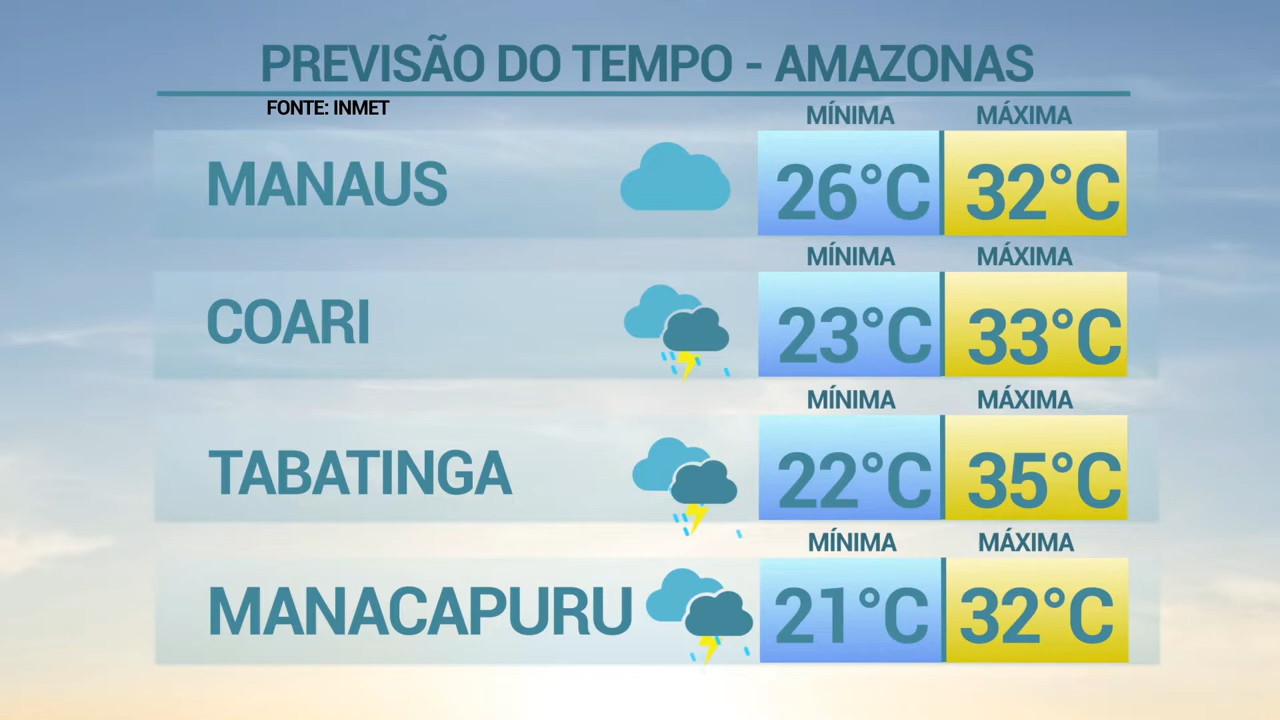 PREVISÃO DO TEMPO - AMAZONAS
FONTE: INMET
MÍNIMA MÁXIMA
MANAUS 26°C 32°C
MÍNIMA MÁXIMA
COARI 23°C 33°C
MÍNIMA MÁXIMA
TABATINGA 22°C 35°C
MÍNIMA MÁXIMA
MANACAPURU 21°C 32°C